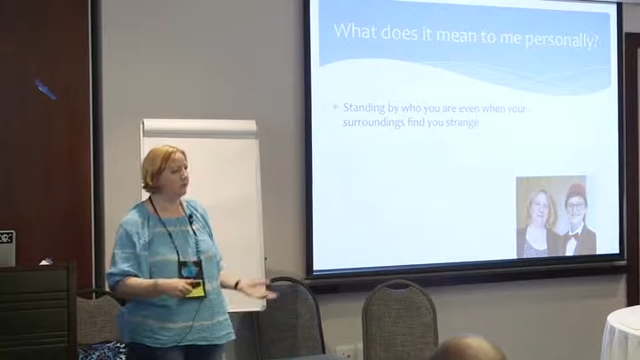 What does it mean to me personally?
Standing by who you are even when your
surroundings find you strange